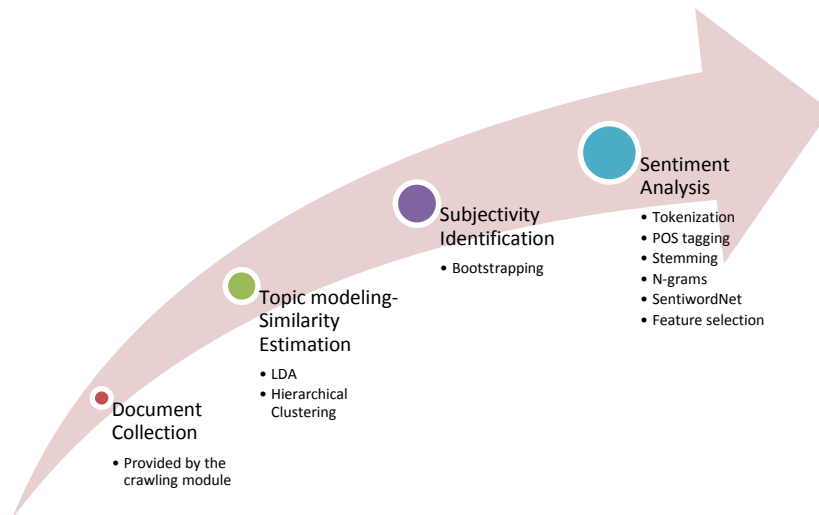 Document
Collection
• Provided by the
crawling module
Topic modeling-
Similarity
Estimation
• LDA
• Hierarchical
Clustering
Subjectivity
Identification
• Bootstrapping
Sentiment
Analysis
• Tokenization
• POS tagging
• Stemming
• N-grams
• SentiwordNet
• Feature selection